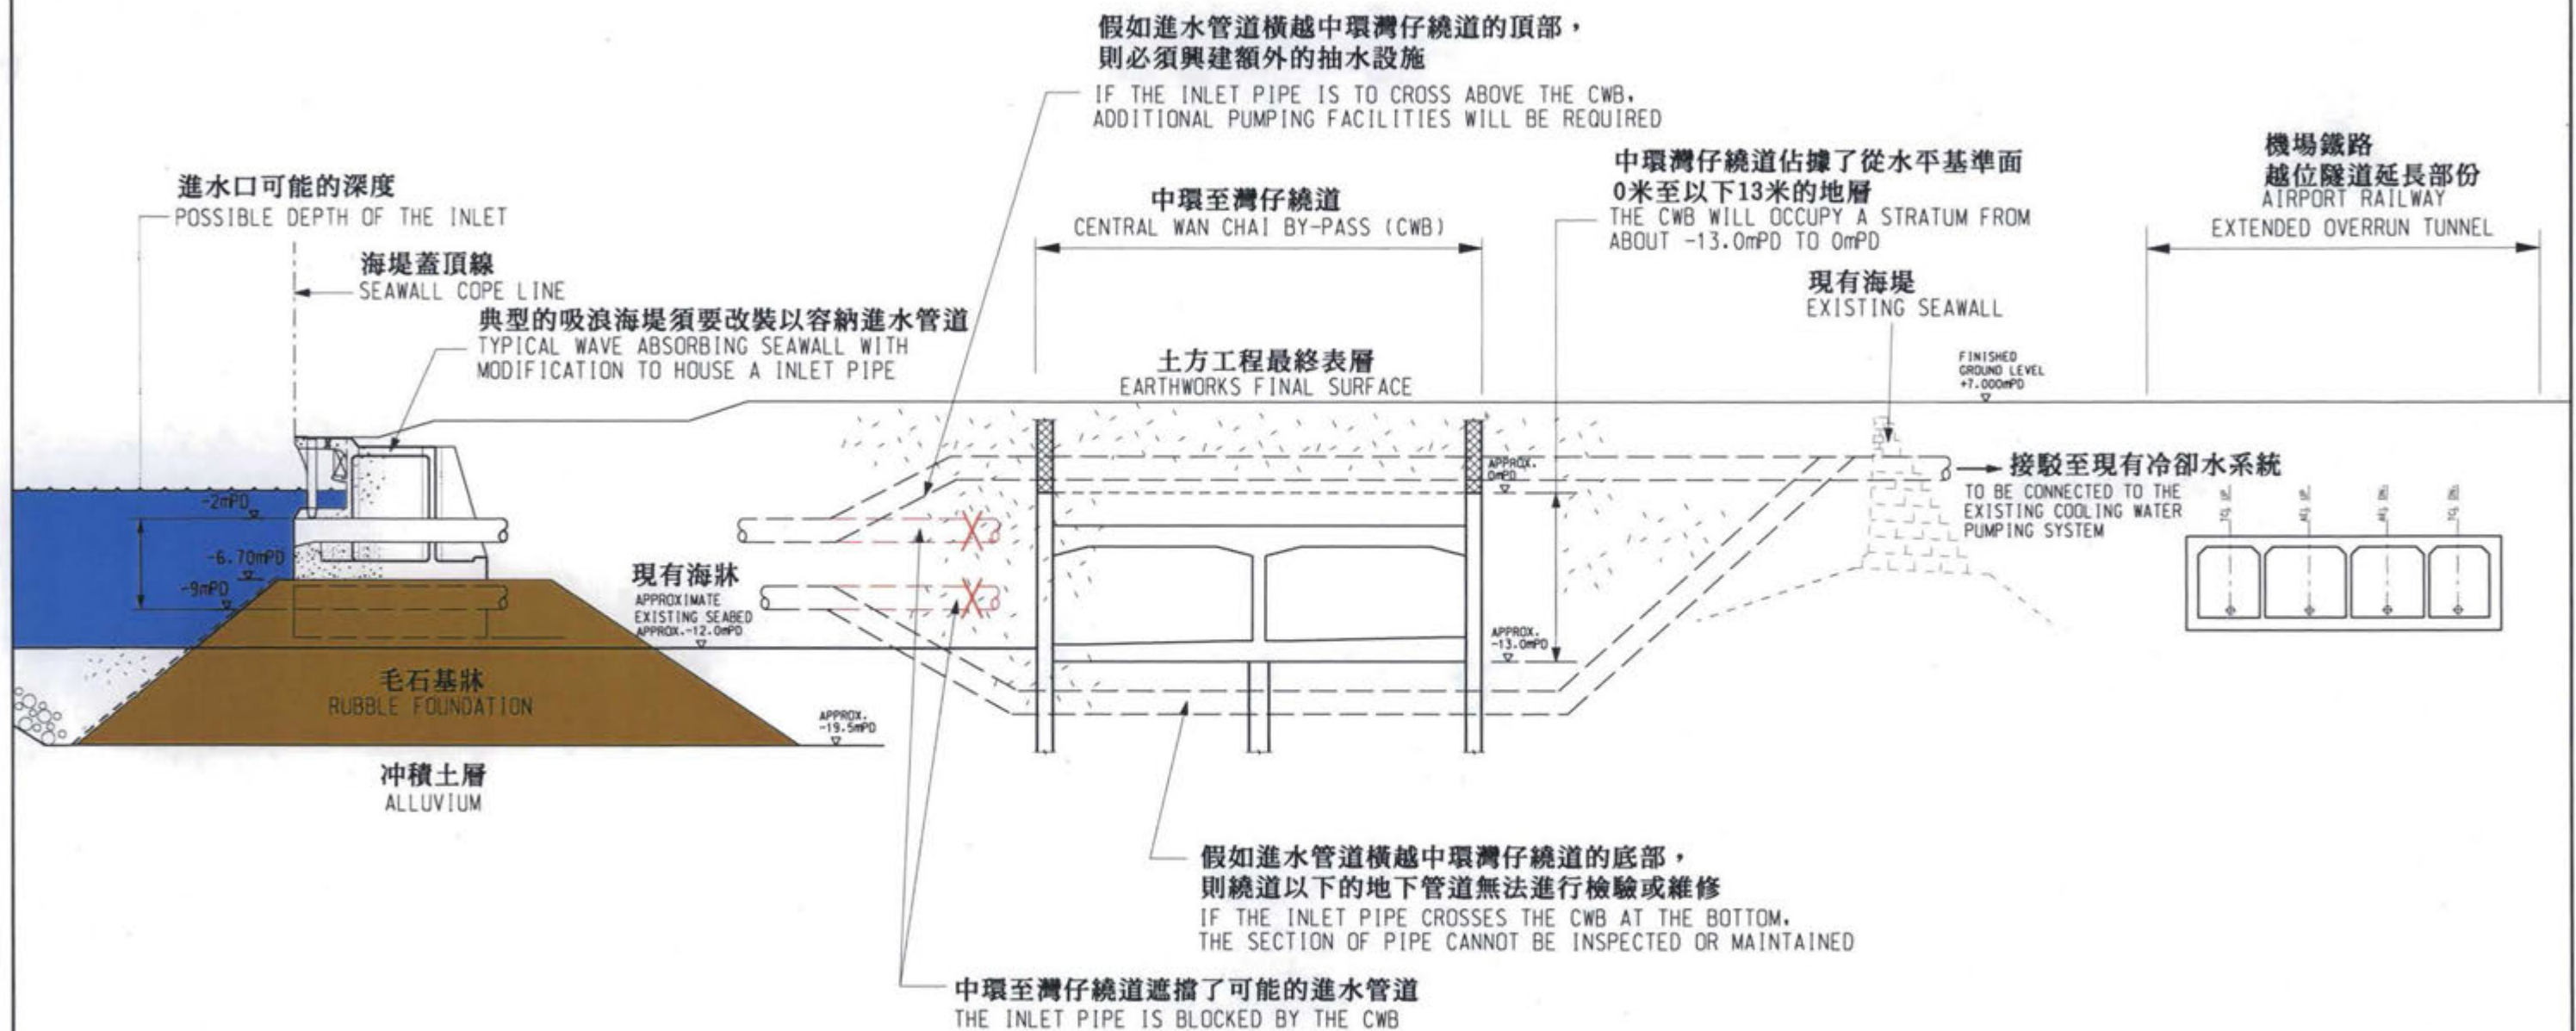 假如進水管道橫越中環灣仔繞道的頂部，
則必須興建額外的抽水設施
IF THE INLET PIPE IS TO CROSS ABOVE THE CWB,
ADDITIONAL PUMPING FACILITIES WILL BE REQUIRED
進水口可能的深度
POSSIBLE DEPTH OF THE INLET
海堤蓋頂線
SEAWALL COPE LINE
典型的吸浪海堤須要改裝以容納進水管道
TYPICAL WAVE ABSORBING SEAWALL WITH
MODIFICATION TO HOUSE A INLET PIPE
中環至灣仔繞道
CENTRAL WAN CHAI BY-PASS (CWB)
中環灣仔繞道佔據了從水平基準面
0米至以下13米的地層
THE CWB WILL OCCUPY A STRATUM FROM
ABOUT -13.0mPD TO 0mPD
機場鐵路
越位隧道延長部份
AIRPORT RAILWAY
EXTENDED OVERRUN TUNNEL
現有海堤
EXISTING SEAWALL
土方工程最終表層
EARTHWORKS FINAL SURFACE
FINISHED
GROUND LEVEL
+7.000mPD
APPROX.
0mPD
接駁至現有冷卻水系統
TO BE CONNECTED TO THE
EXISTING COOLING WATER
PUMPING SYSTEM
-2mPD
-6.70mPD
-9mPD
現有海牀
APPROXIMATE
EXISTING SEABED
APPROX.-12.0mPD
APPROX.
-13.0mPD
毛石基牀
RUBBLE FOUNDATION
APPROX.
-19.5mPD
冲積土層
ALLUVIUM
假如進水管道橫越中環灣仔繞道的底部，
則繞道以下的地下管道無法進行檢驗或維修
IF THE INLET PIPE CROSSES THE CWB AT THE BOTTOM,
THE SECTION OF PIPE CANNOT BE INSPECTED OR MAINTAINED
中環至灣仔繞道遮擋了可能的進水管道
THE INLET PIPE IS BLOCKED BY THE CWB